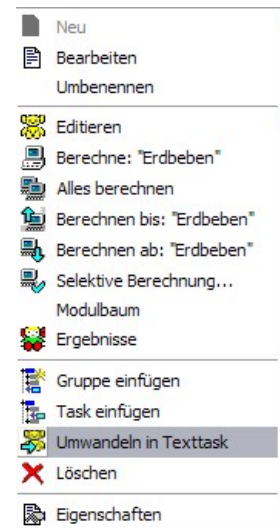 Neu
Bearbeiten
Umbenennen
Editieren
Berechne: "Erdbeben"
Alles berechnen
Berechnen bis: "Erdbeben"
Berechnen ab: "Erdbeben"
Selektive Berechnung...
Modulbaum
Ergebnisse
Gruppe einfügen
Task einfügen
Umwandeln in Texttask
Löschen
Eigenschaften